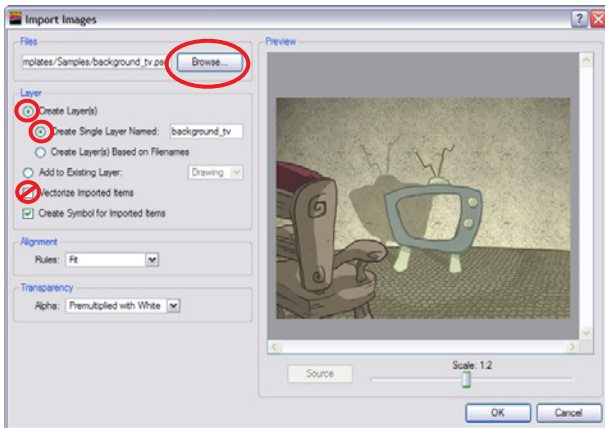 Import Images
Files
mplates/Samples/background_tv.psd
Browse...
Layer
Create Layer(s)
Create Single Layer Named: background_tv
Create Layer(s) Based on Filenames
Add to Existing Layer: Drawing
Vectorize Imported Items
Create Symbol for Imported Items
Alignment
Rules: Fit
Transparency
Alpha: Premultiplied with White
Preview
Source
Scale: 1:2
OK
Cancel